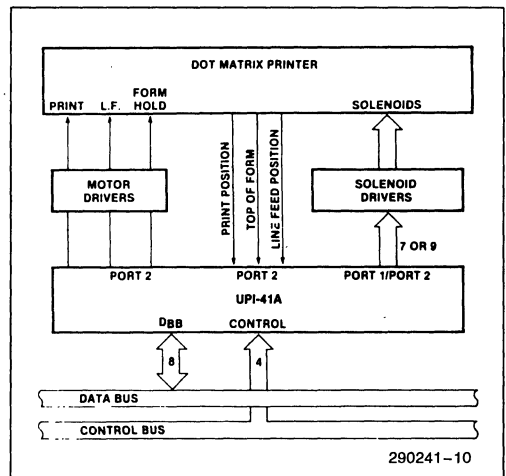 DOT MATRIX PRINTER
PRINT
L.F.
FORM
HOLD
SOLENOIDS
MOTOR
DRIVERS
PRINT POSITION
TOP OF FORM
LINE FEED POSITION
SOLENOID
DRIVERS
7 OR 9
PORT 2
PORT 2
PORT 1/PORT 2
UPI-41A
DBB
CONTROL
8
4
DATA BUS
CONTROL BUS
290241–10